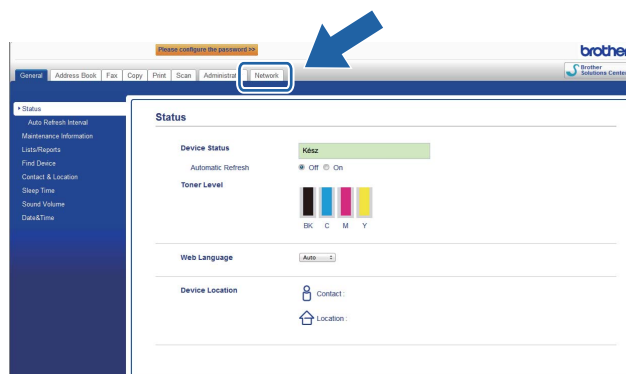 Please configure the password >>
brother
General Address Book Fax Copy Print Scan Administrat Network
Brother
Solutions Center
Status
Auto Refresh Interval
Maintenance Information
Lists/Reports
Find Device
Contact & Location
Sleep Time
Sound Volume
Date&Time
Status
Device Status Kész
Automatic Refresh Off On
Toner Level
BK C M Y
Web Language Auto
Device Location Contact :
Location :